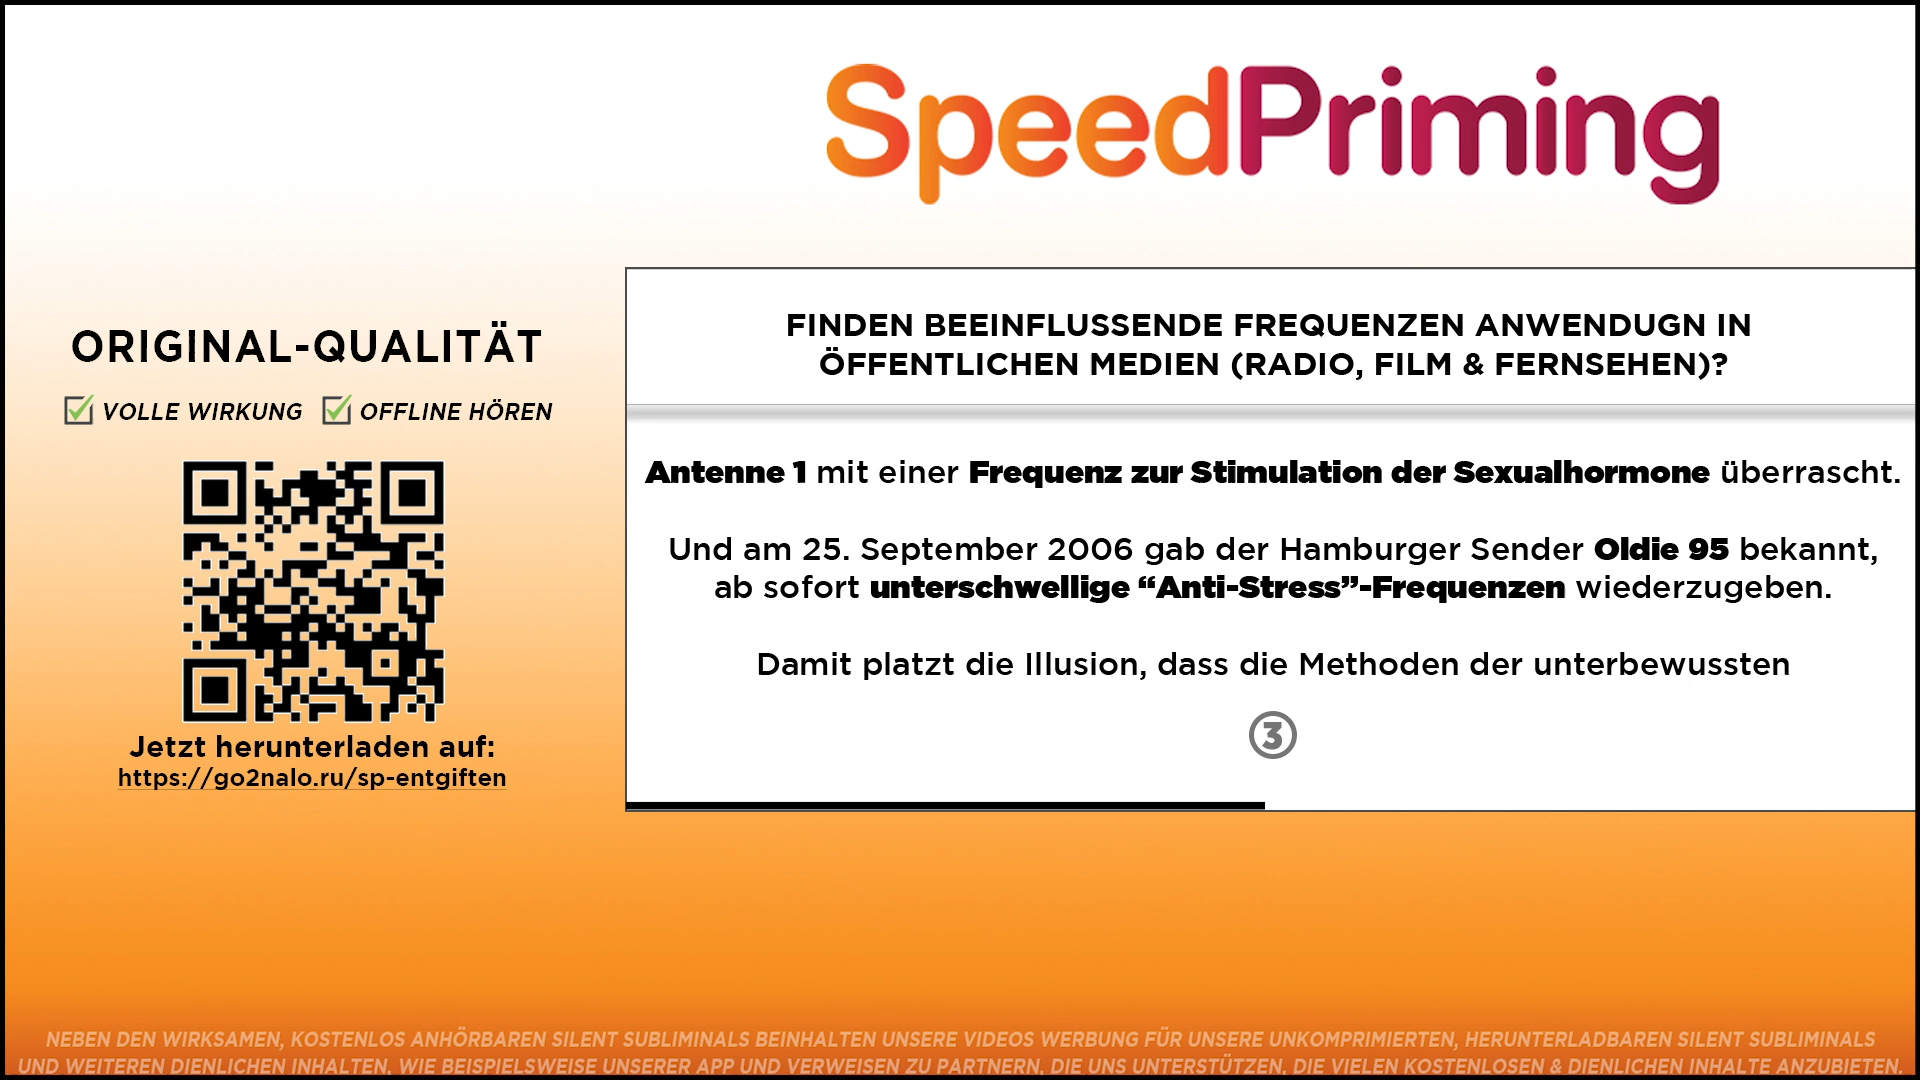 SpeedPriming
ORIGINAL-QUALITÄT
VOLLE WIRKUNG OFFLINE HÖREN
Jetzt herunterladen auf:
https://go2nalo.ru/sp-entgiften
FINDEN BEEINFLUSSENDE FREQUENZEN ANWENDUGN IN
ÖFFENTLICHEN MEDIEN (RADIO, FILM & FERNSEHEN)?
Antenne 1 mit einer Frequenz zur Stimulation der Sexualhormone überrascht.
Und am 25. September 2006 gab der Hamburger Sender Oldie 95 bekannt,
ab sofort unterschwellige “Anti-Stress”-Frequenzen wiederzugeben.
Damit platzt die Illusion, dass die Methoden der unterbewussten
3
NEBEN DEN WIRKSAMEN, KOSTENLOS ANHÖRBAREN SILENT SUBLIMINALS BEINHALTEN UNSERE VIDEOS WERBUNG FÜR UNSERE UNKOMPRIMIERTEN, HERUNTERLADBAREN SILENT SUBLIMINALS
UND WEITEREN DIENLICHEN INHALTEN, WIE BEISPIELSWEISE UNSERER APP UND VERWEISEN ZU PARTNERN, DIE UNS UNTERSTÜTZEN, DIE VIELEN KOSTENLOSEN & DIENLICHEN INHALTE ANZUBIETEN.